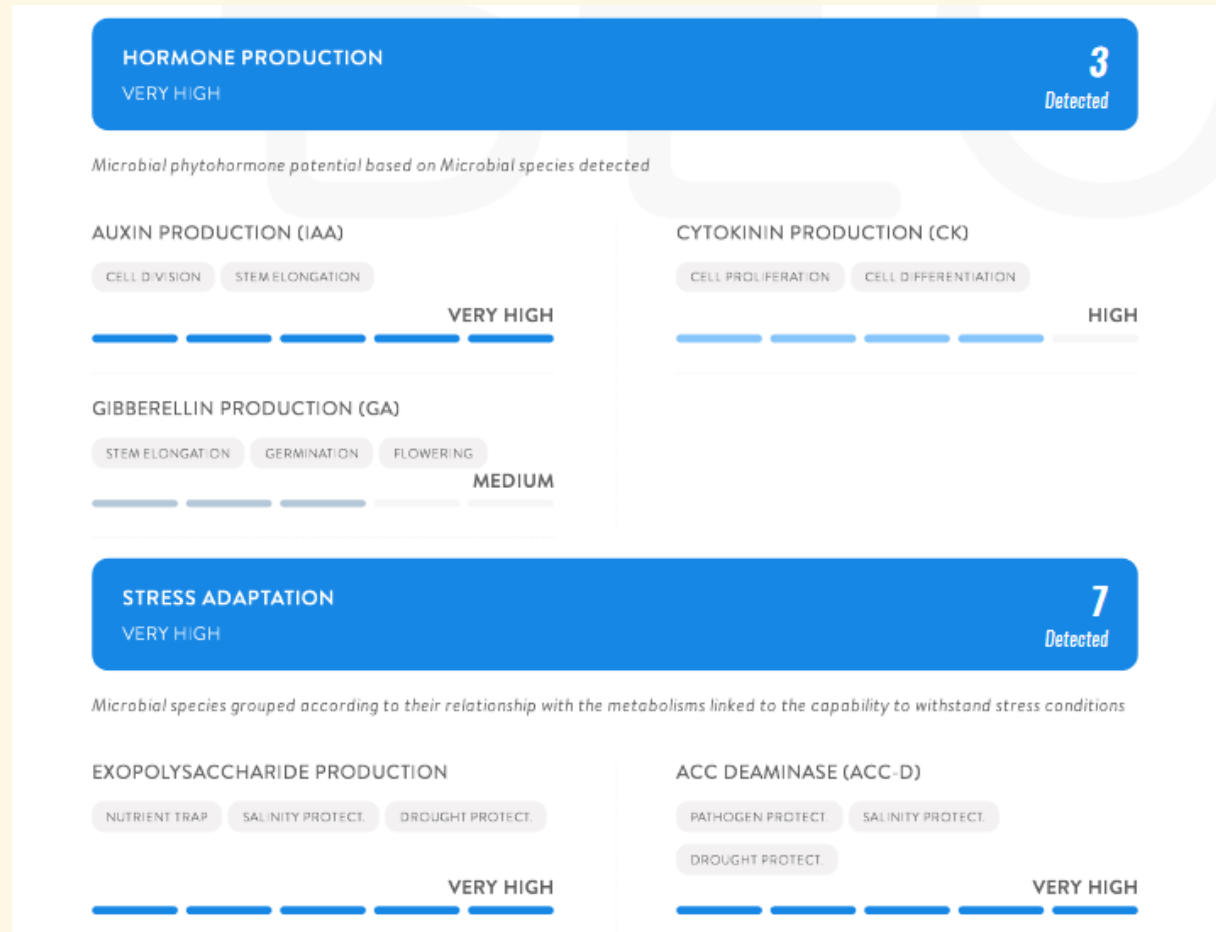 HORMONE PRODUCTION
VERY HIGH
3
Detected
Microbial phytohormone potential based on Microbial species detected
AUXIN PRODUCTION (IAA)
CELL DIVISION STEM ELONGATION
VERY HIGH
CYTOKININ PRODUCTION (CK)
CELL PROLIFERATION CELL DIFFERENTIATION
HIGH
GIBBERELLIN PRODUCTION (GA)
STEM ELONGATION GERMINATION FLOWERING
MEDIUM
STRESS ADAPTATION
VERY HIGH
7
Detected
Microbial species grouped according to their relationship with the metabolisms linked to the capability to withstand stress conditions
EXOPOLYSACCHARIDE PRODUCTION
NUTRIENT TRAP SALINITY PROTECT. DROUGHT PROTECT.
VERY HIGH
ACC DEAMINASE (ACC-D)
PATHOGEN PROTECT. SALINITY PROTECT.
DROUGHT PROTECT.
VERY HIGH